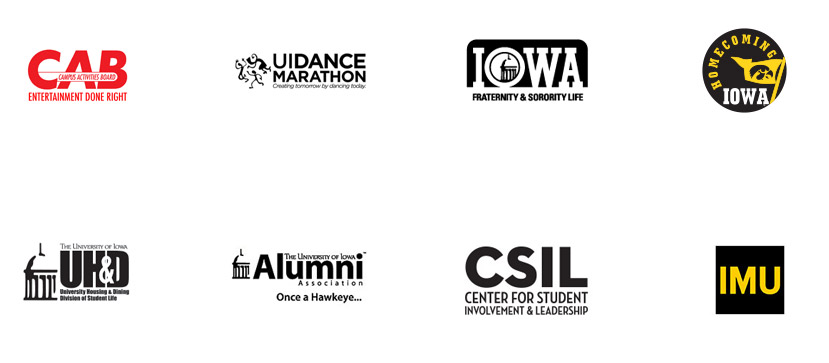 CAB
CAMPUS ACTIVITIES BOARD
ENTERTAINMENT DONE RIGHT
UIDANCE
MARATHON
Creating tomorrow by dancing today.
IOWA
FRATERNITY & SORORITY LIFE
HOMECOMING
IOWA
THE UNIVERSITY OF IOWA
UH&D
University Housing & Dining
Division of Student Life
THE UNIVERSITY OF IOWA
Alumni™
Association
Once a Hawkeye...
CSIL
CENTER FOR STUDENT
INVOLVEMENT & LEADERSHIP
IMU